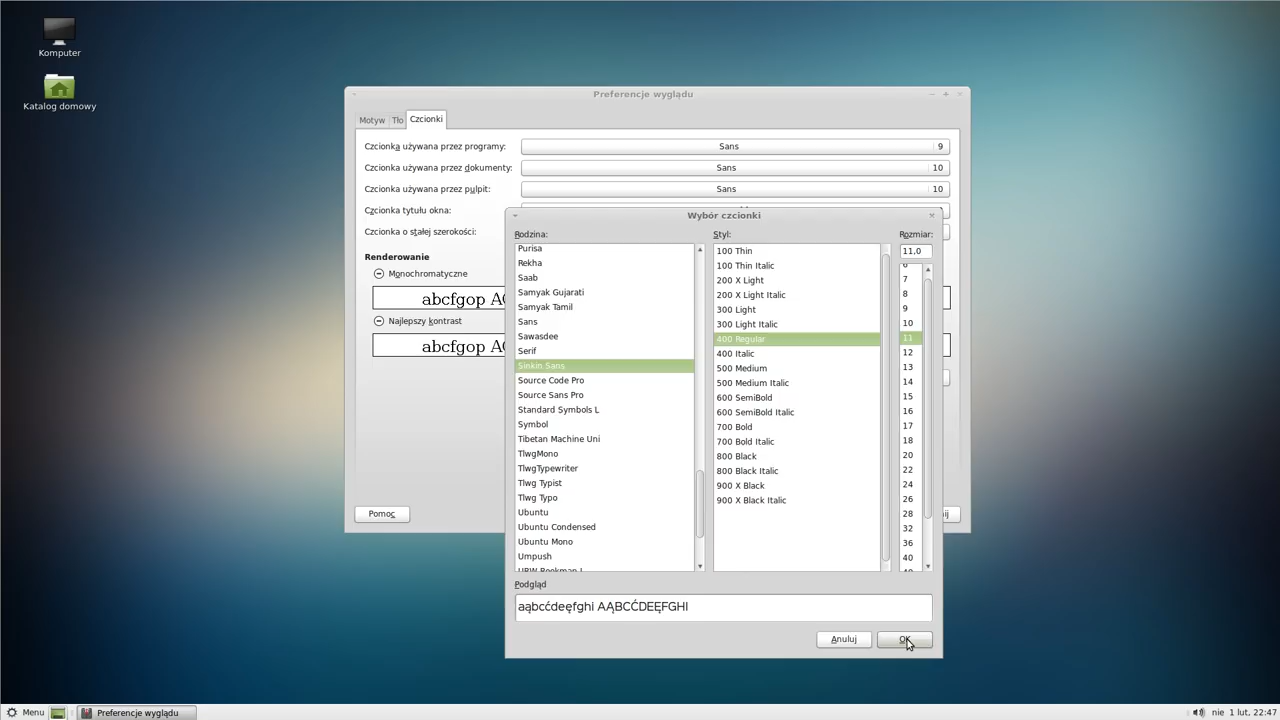 Komputer
Katalog domowy
Preferencje wyglądu
Motyw Tło Czcionki
Czcionka używana przez programy: Sans 9
Czcionka używana przez dokumenty: Sans 10
Czcionka używana przez pulpit: Sans 10
Czcionka tytułu okna:
Czcionka o stałej szerokości:
Renderowanie
Monochromatyczne
abcfgop AO
Najlepszy kontrast
abcfgop AO
Pomoc
Wybór czcionki
Rodzina:
Purisa
Rekha
Saab
Samyak Gujarati
Samyak Tamil
Sans
Sawasdee
Serif
Sinkin Sans
Source Code Pro
Source Sans Pro
Standard Symbols L
Symbol
Tibetan Machine Uni
TlwgMono
TlwgTypewriter
Tlwg Typist
Tlwg Typo
Ubuntu
Ubuntu Condensed
Ubuntu Mono
Umpush
URW Bookman L
Styl:
100 Thin
100 Thin Italic
200 X Light
200 X Light Italic
300 Light
300 Light Italic
400 Regular
400 Italic
500 Medium
500 Medium Italic
600 SemiBold
600 SemiBold Italic
700 Bold
700 Bold Italic
800 Black
800 Black Italic
900 X Black
900 X Black Italic
Rozmiar:
11,0
6
7
8
9
10
11
12
13
14
15
16
17
18
20
22
24
26
28
32
36
40
48
Podgląd
aąbcćdeęfghi AĄBCĆDEĘFGHI
Anuluj OK
Menu Preferencje wyglądu nie 1 lut, 22:47